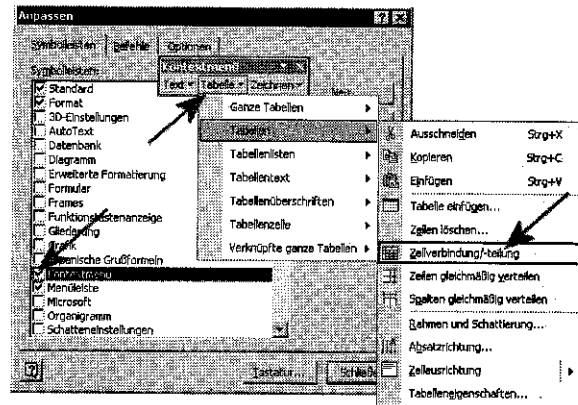 Anpassen
Symbolleisten Befehle Optionen
Symbolleisten:
Standard
Format
3D-Einstellungen
AutoText
Datenbank
Diagramm
Erweiterte Formatierung
Formular
Frames
Funktionstastenanzeige
Gliederung
Grafik
Japanische Grußformeln
Kontextmenü
Menüleiste
Microsoft
Organigramm
Schatteneinstellungen
Kontextmenü
Text Tabelle Zeichnen
Ganze Tabellen
Tabellen
Tabellenlisten
Tabellentext
Tabellenüberschriften
Tabellenzelle
Verknüpfte ganze Tabellen
Ausschneiden Strg+X
Kopieren Strg+C
Einfügen Strg+V
Tabelle einfügen...
Zellen löschen...
Zellverbindung/-teilung
Zeilen gleichmäßig verteilen
Spalten gleichmäßig verteilen
Rahmen und Schattierung...
Absatzrichtung...
Zellausrichtung
Tabelleneigenschaften...
Tastatur...